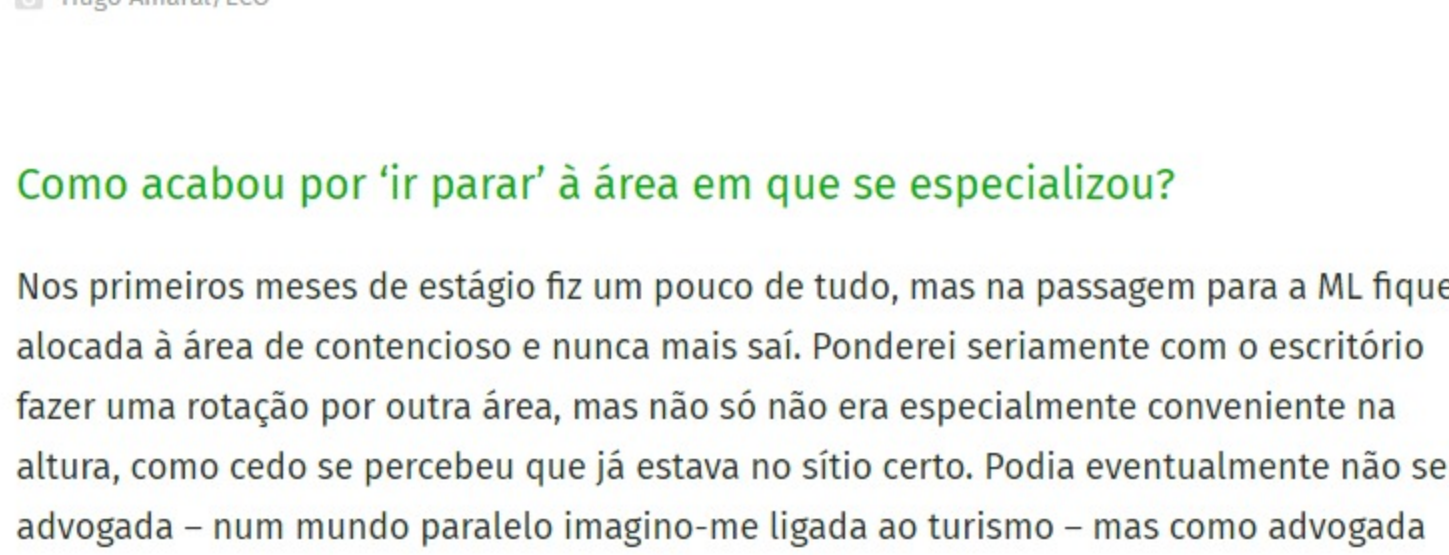 Hugo Amaral/ECO
Como acabou por ‘ir parar’ à área em que se especializou?
Nos primeiros meses de estágio fiz um pouco de tudo, mas na passagem para a ML fique
alocada à área de contencioso e nunca mais saí. Ponderei seriamente com o escritório
fazer uma rotação por outra área, mas não só não era especialmente conveniente na
altura, como cedo se percebeu que já estava no sítio certo. Podia eventualmente não se
advogada – num mundo paralelo imagino-me ligada ao turismo – mas como advogada